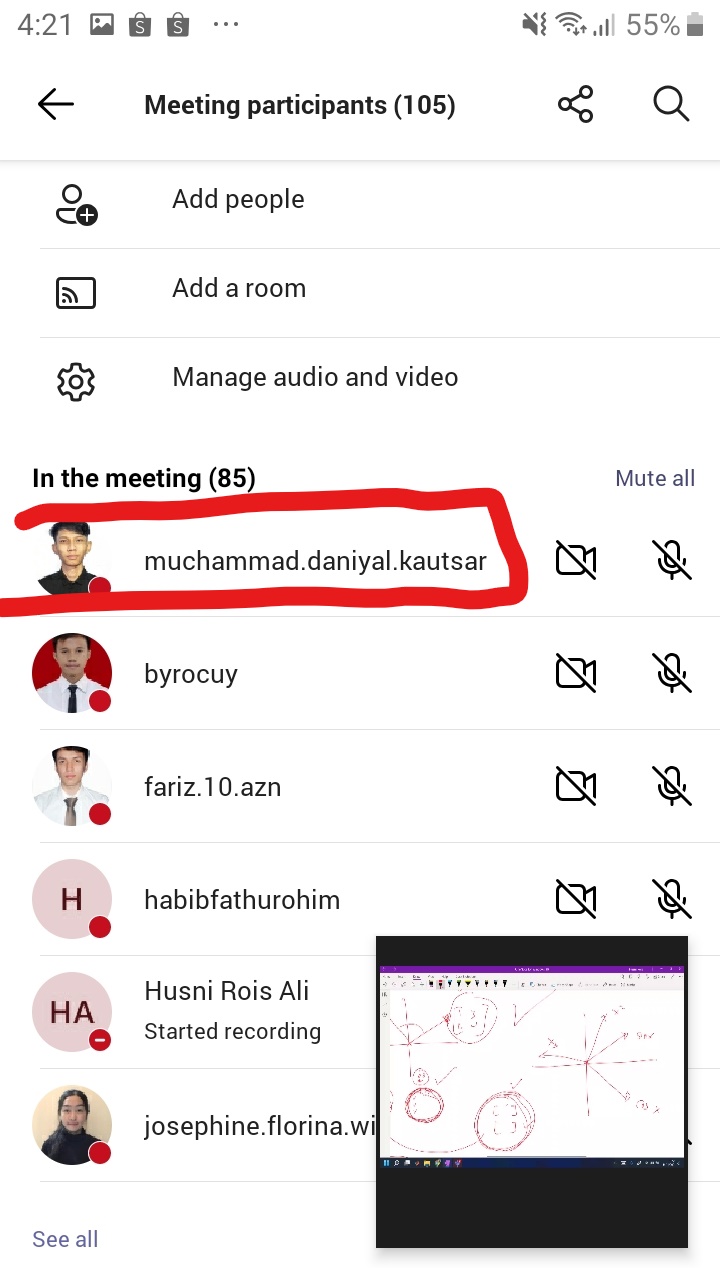 4:21
55%
Meeting participants (105)
Add people
Add a room
Manage audio and video
In the meeting (85)
Mute all
muchammad.daniyal.kautsar
byrocuy
fariz.10.azn
H
habibfathurohim
HA
Husni Rois Ali
Started recording
josephine.florina.wi
See all